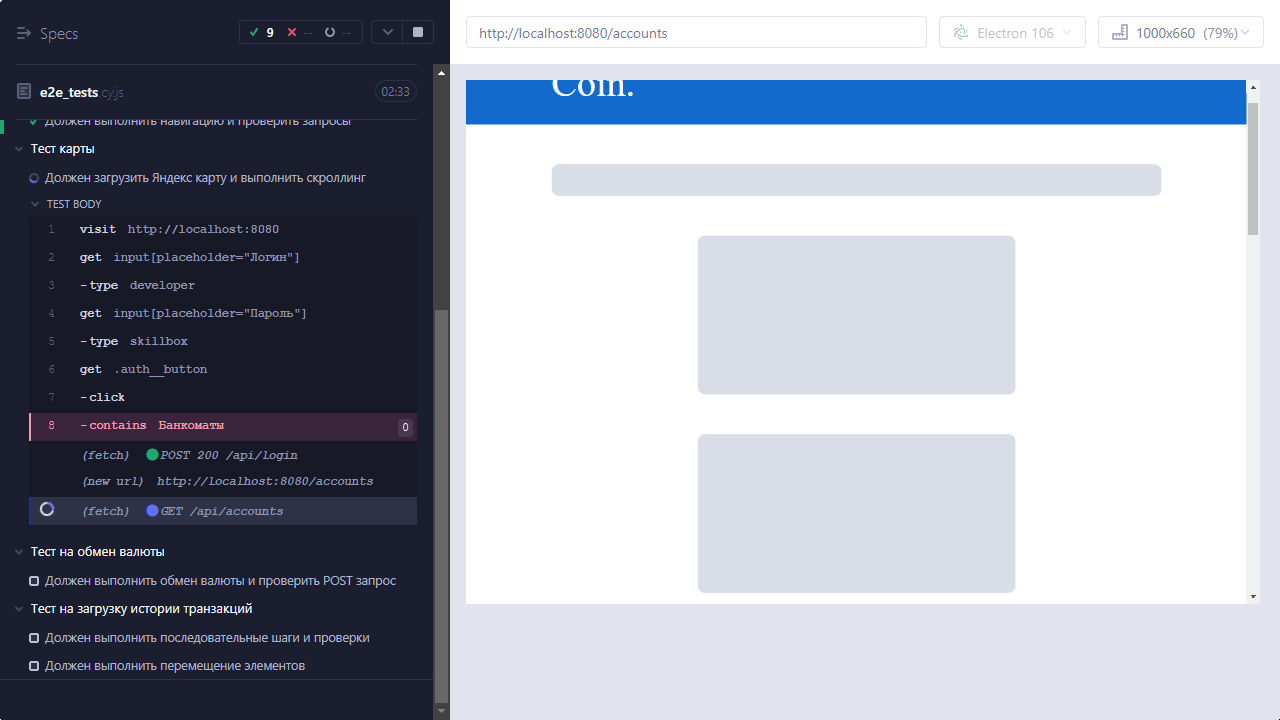 Specs
9
--
--
http://localhost:8080/accounts
Electron 106
1000x660 (79%)
e2e_tests.cy.js
02:33
Должен выполнить навигацию и проверить запросы
Тест карты
Должен загрузить Яндекс карту и выполнить скроллинг
TEST BODY
1 visit http://localhost:8080
2 get input[placeholder="Логин"]
3 -type developer
4 get input[placeholder="Пароль"]
5 -type skillbox
6 get .auth__button
7 -click
8 -contains Банкоматы 0
(fetch) POST 200 /api/login
(new url) http://localhost:8080/accounts
(fetch) GET /api/accounts
Тест на обмен валюты
Должен выполнить обмен валюты и проверить POST запрос
Тест на загрузку истории транзакций
Должен выполнить последовательные шаги и проверки
Должен выполнить перемещение элементов
Coin.